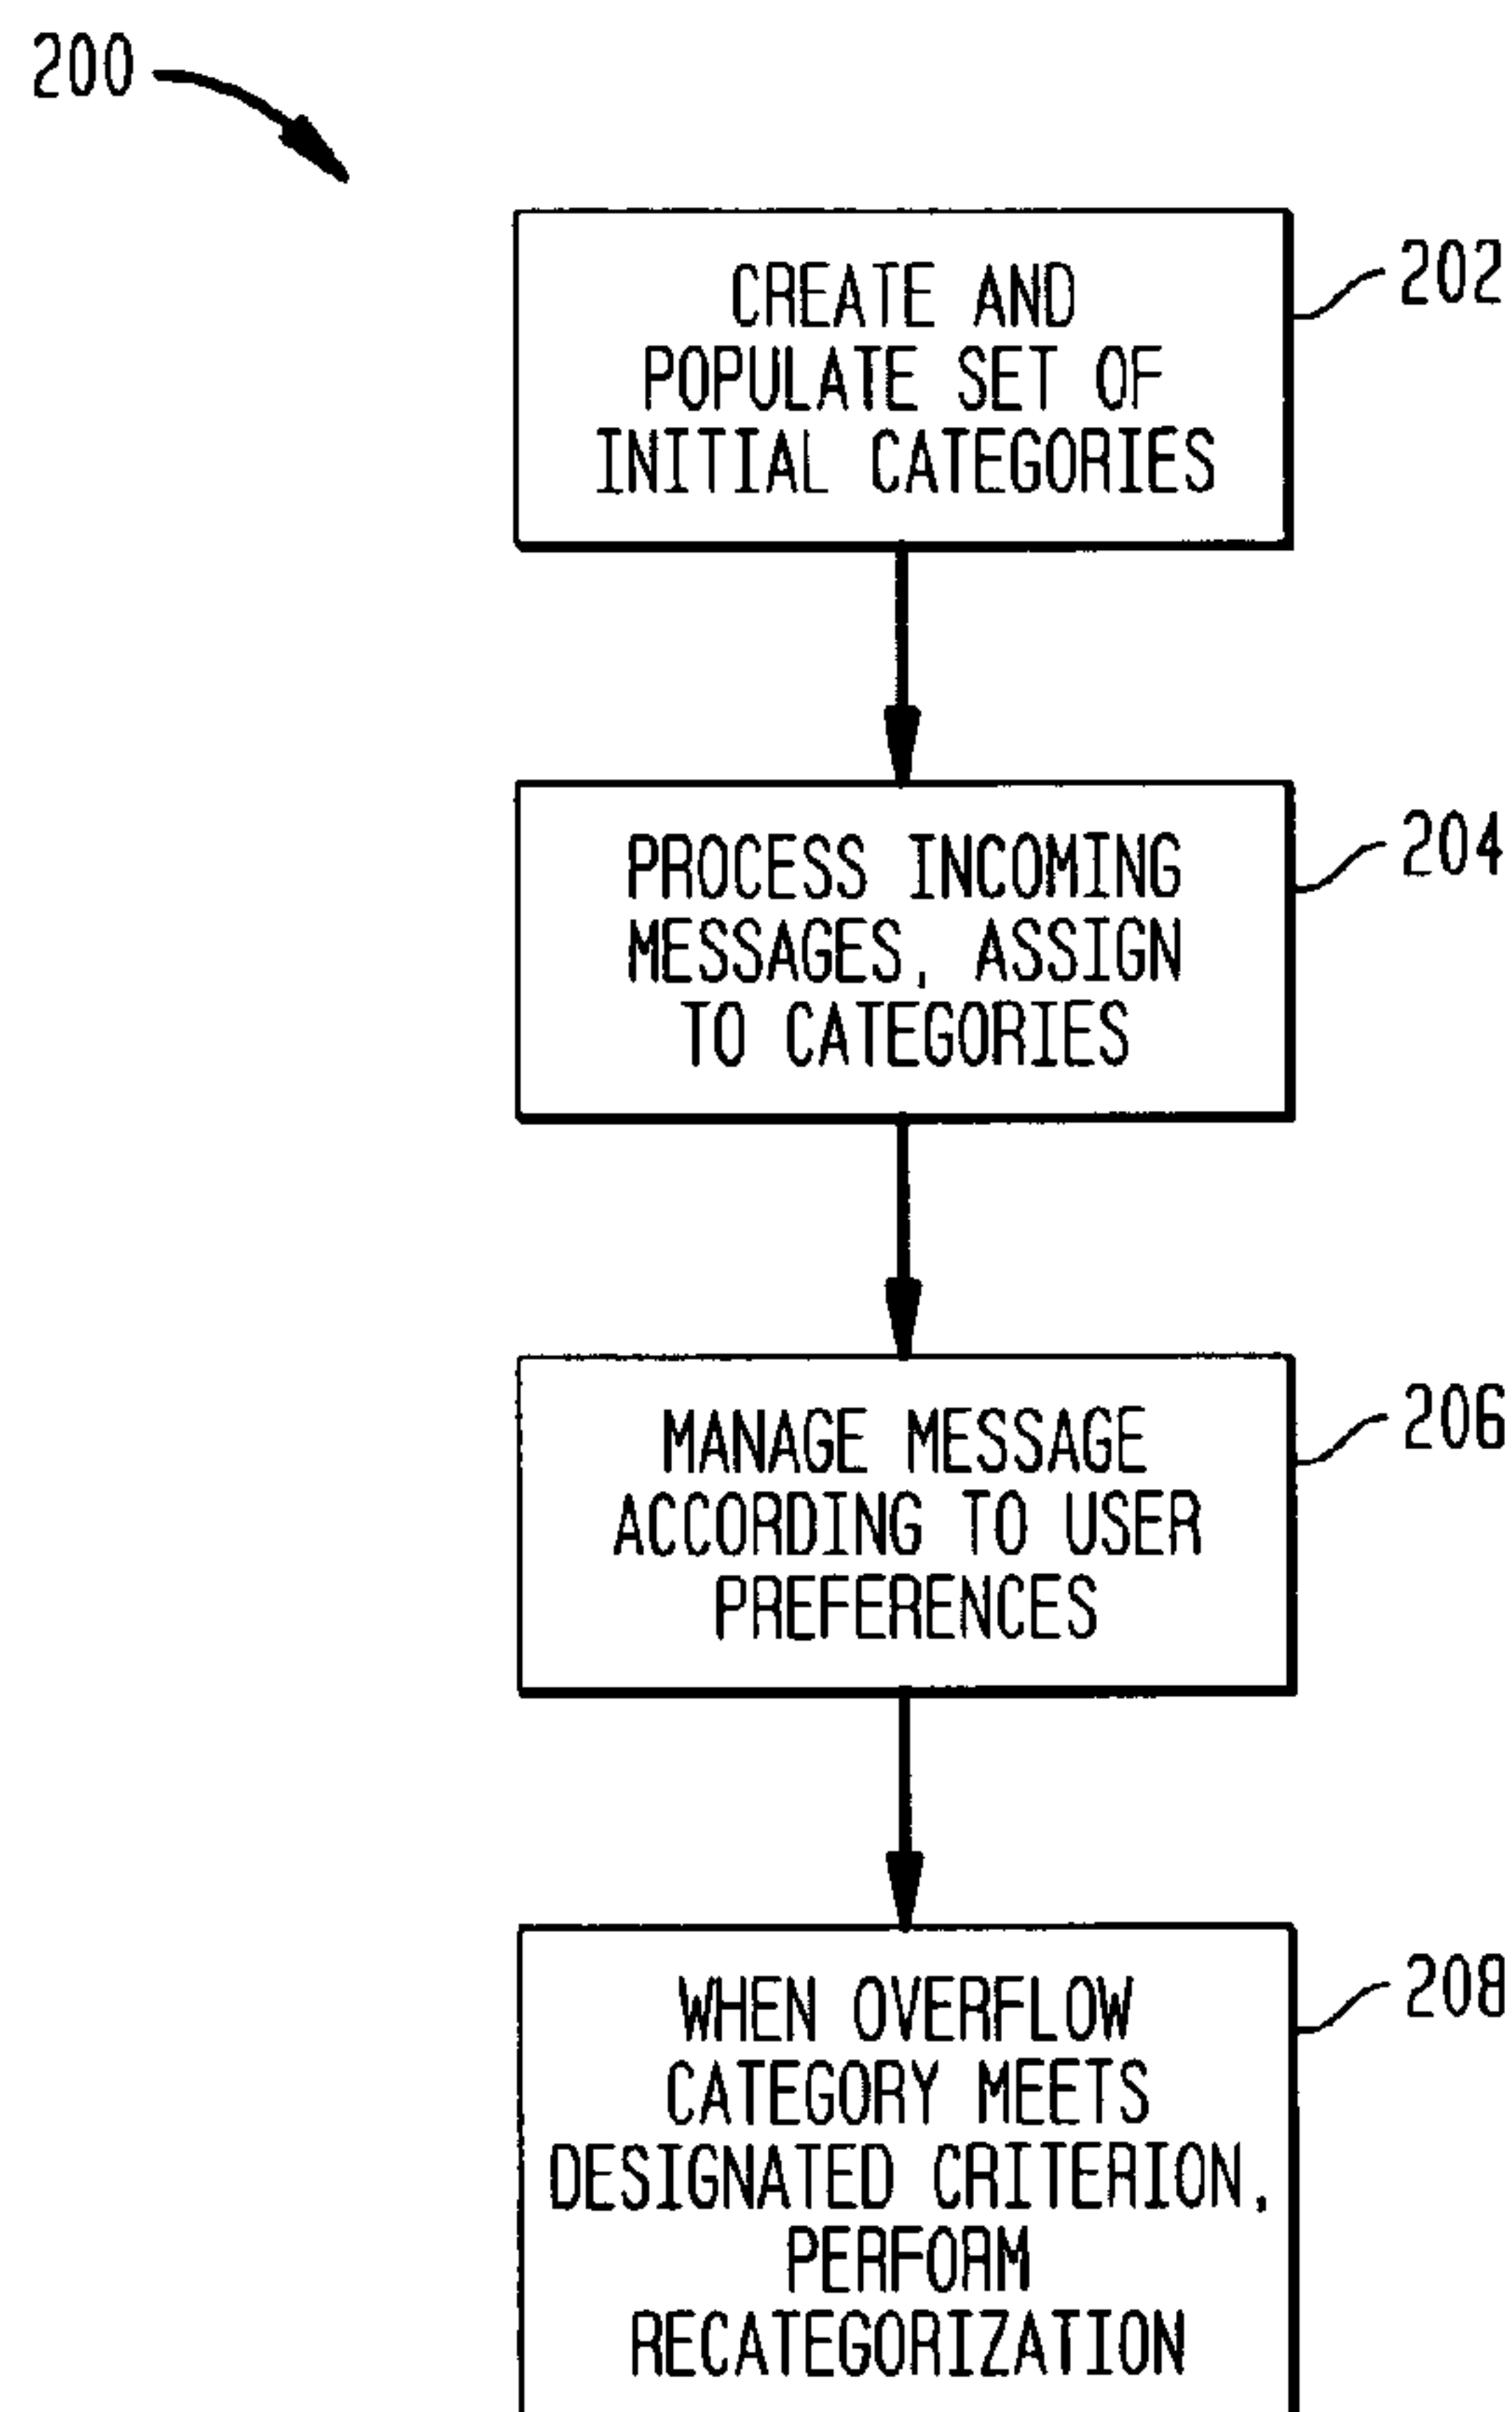 200
CREATE AND
POPULATE SET OF
INITIAL CATEGORIES
202
PROCESS INCOMING
MESSAGES, ASSIGN
TO CATEGORIES
204
MANAGE MESSAGE
ACCORDING TO USER
PREFERENCES
206
WHEN OVERFLOW
CATEGORY MEETS
DESIGNATED CRITERION,
PERFORM
RECATEGORIZATION
208